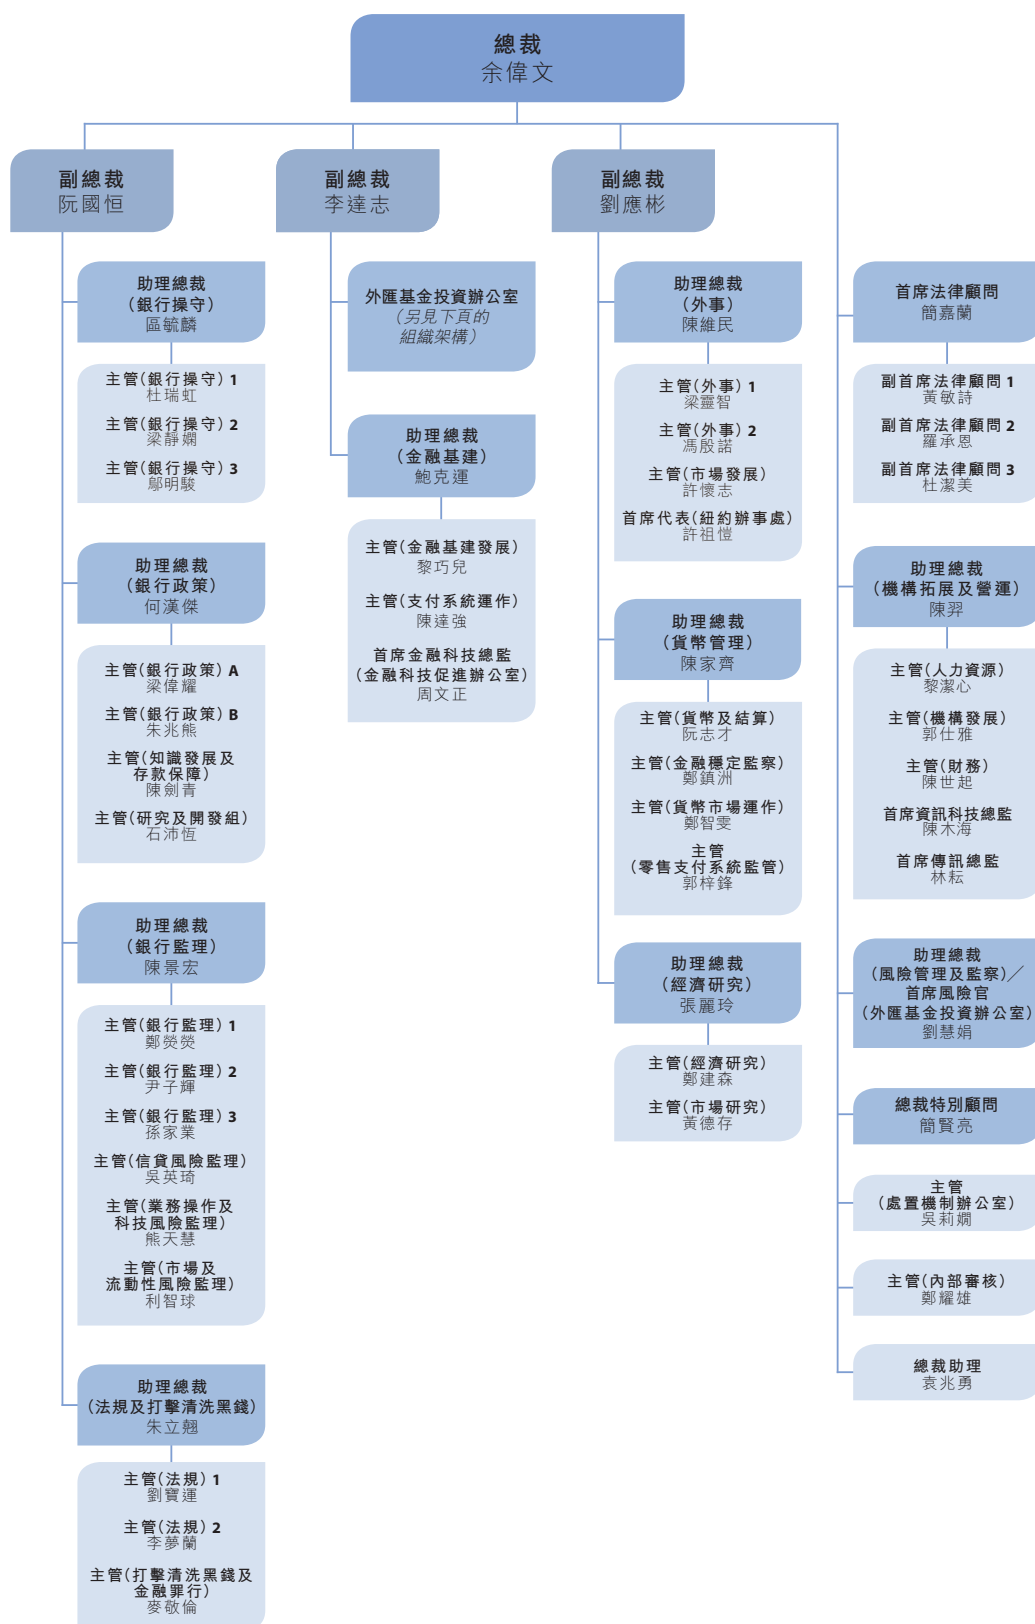 總裁
余偉文
副總裁
阮國恒
助理總裁
(銀行操守)
區毓麟
主管(銀行操守) 1
杜瑞虹
主管(銀行操守) 2
梁靜嫻
主管(銀行操守) 3
鄔明駿
助理總裁
(銀行政策)
何漢傑
主管(銀行政策) A
梁偉耀
主管(銀行政策) B
朱兆熊
主管(知識發展及
存款保障)
陳劍青
主管(研究及開發組)
石沛恆
助理總裁
(銀行監理)
陳景宏
主管(銀行監理) 1
鄭熒熒
主管(銀行監理) 2
尹子輝
主管(銀行監理) 3
孫家業
主管(信貸風險監理)
吳英琦
主管(業務操作及
科技風險監理)
熊天慧
主管(市場及
流動性風險監理)
利智球
助理總裁
(法規及打擊清洗黑錢)
朱立翹
主管(法規) 1
劉寶運
主管(法規) 2
李夢蘭
主管(打擊清洗黑錢及
金融罪行)
麥敬倫
副總裁
李達志
外匯基金投資辦公室
(另見下頁的
組織架構)
助理總裁
(金融基建)
鮑克運
主管(金融基建發展)
黎巧兒
主管(支付系統運作)
陳達強
首席金融科技總監
(金融科技促進辦公室)
周文正
副總裁
劉應彬
助理總裁
(外事)
陳維民
主管(外事) 1
梁靈智
主管(外事) 2
馮殷諾
主管(市場發展)
許懷志
首席代表(紐約辦事處)
許祖愷
助理總裁
(貨幣管理)
陳家齊
主管(貨幣及結算)
阮志才
主管(金融穩定監察)
鄭鎮洲
主管(貨幣市場運作)
鄭智雯
主管
(零售支付系統監管)
郭梓鋒
助理總裁
(經濟研究)
張麗玲
主管(經濟研究)
鄭建森
主管(市場研究)
黃德存
首席法律顧問
簡嘉蘭
副首席法律顧問 1
黃敏詩
副首席法律顧問 2
羅承恩
副首席法律顧問 3
杜潔美
助理總裁
(機構拓展及營運)
陳羿
主管(人力資源)
黎潔心
主管(機構發展)
郭仕雅
主管(財務)
陳世起
首席資訊科技總監
陳木海
首席傳訊總監
林耘
助理總裁
(風險管理及監察)╱
首席風險官
(外匯基金投資辦公室)
劉慧娟
總裁特別顧問
簡賢亮
主管
(處置機制辦公室)
吳莉嫻
主管(內部審核)
鄭耀雄
總裁助理
袁兆勇